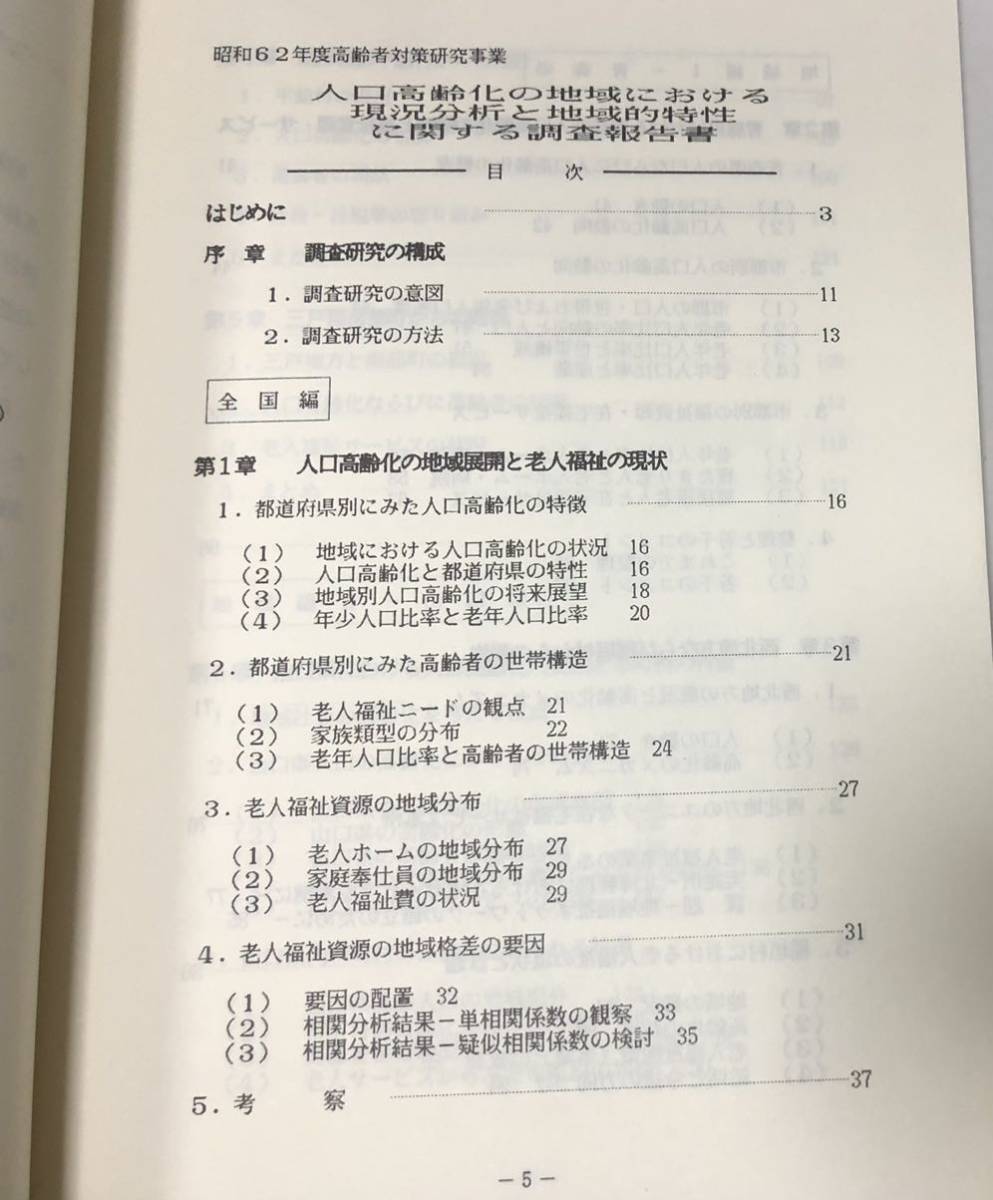 昭和62年度高齢者対策研究事業
人口高齢化の地域における
現況分析と地域的特性
に関する調査報告書
目 次
はじめに 3
序 章 調査研究の構成
1.調査研究の意図 11
2.調査研究の方法 13
全 国 編
第1章 人口高齢化の地域展開と老人福祉の現状
1.都道府県別にみた人口高齢化の特徴 16
(1) 地域における人口高齢化の状況 16
(2) 人口高齢化と都道府県の特性 16
(3) 地域別人口高齢化の将来展望 18
(4) 年少人口比率と老年人口比率 20
2.都道府県別にみた高齢者の世帯構造 21
(1) 老人福祉ニードの観点 21
(2) 家族類型の分布 22
(3) 老年人口比率と高齢者の世帯構造 24
3.老人福祉資源の地域分布 27
(1) 老人ホームの地域分布 27
(2) 家庭奉仕員の地域分布 29
(3) 老人福祉費の状況 29
4.老人福祉資源の地域格差の要因 31
(1) 要因の配置 32
(2) 相関分析結果-単相関係数の観察 33
(3) 相関分析結果-疑似相関係数の検討 35
5.考 察 37
-5-